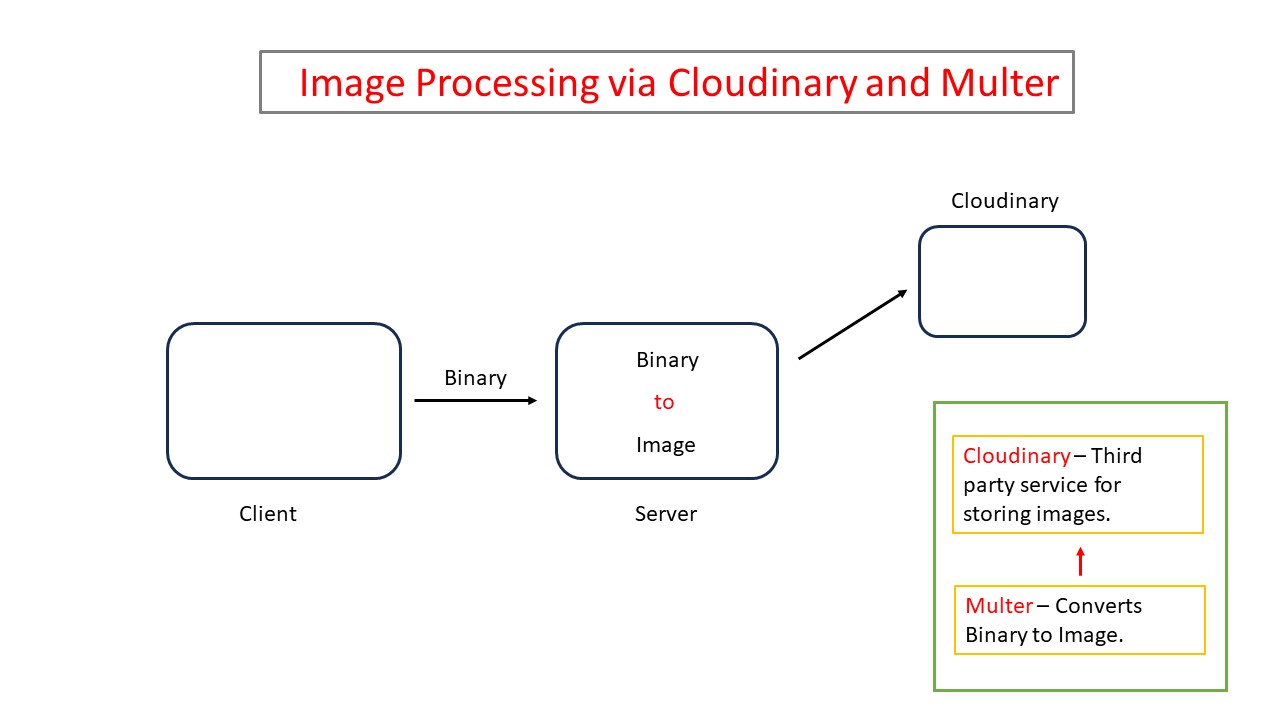 Image Processing via Cloudinary and Multer
Cloudinary
Binary
Binary
to
Image
Client
Server
Cloudinary – Third
party service for
storing images.
Multer – Converts
Binary to Image.